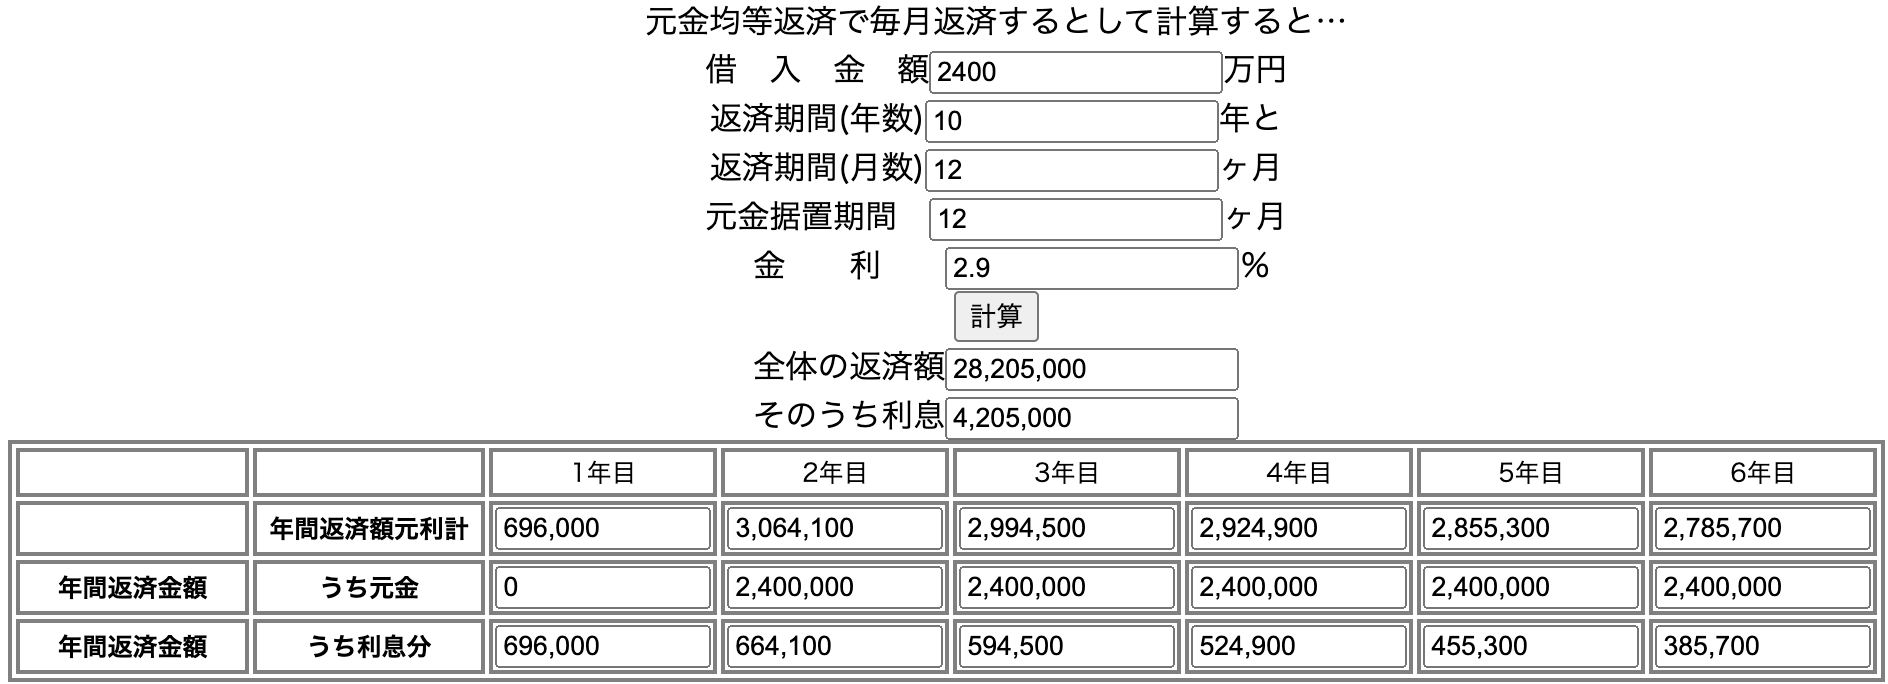 元金均等返済で毎月返済するとして計算すると…
借　入　金　額 2400 万円
返済期間(年数) 10 年と
返済期間(月数) 12 ヶ月
元金据置期間 12 ヶ月
金　　利 2.9 %
計算
全体の返済額 28,205,000
そのうち利息 4,205,000
1年目 2年目 3年目 4年目 5年目 6年目
年間返済額元利計 696,000 3,064,100 2,994,500 2,924,900 2,855,300 2,785,700
年間返済金額 うち元金 0 2,400,000 2,400,000 2,400,000 2,400,000 2,400,000
年間返済金額 うち利息分 696,000 664,100 594,500 524,900 455,300 385,700